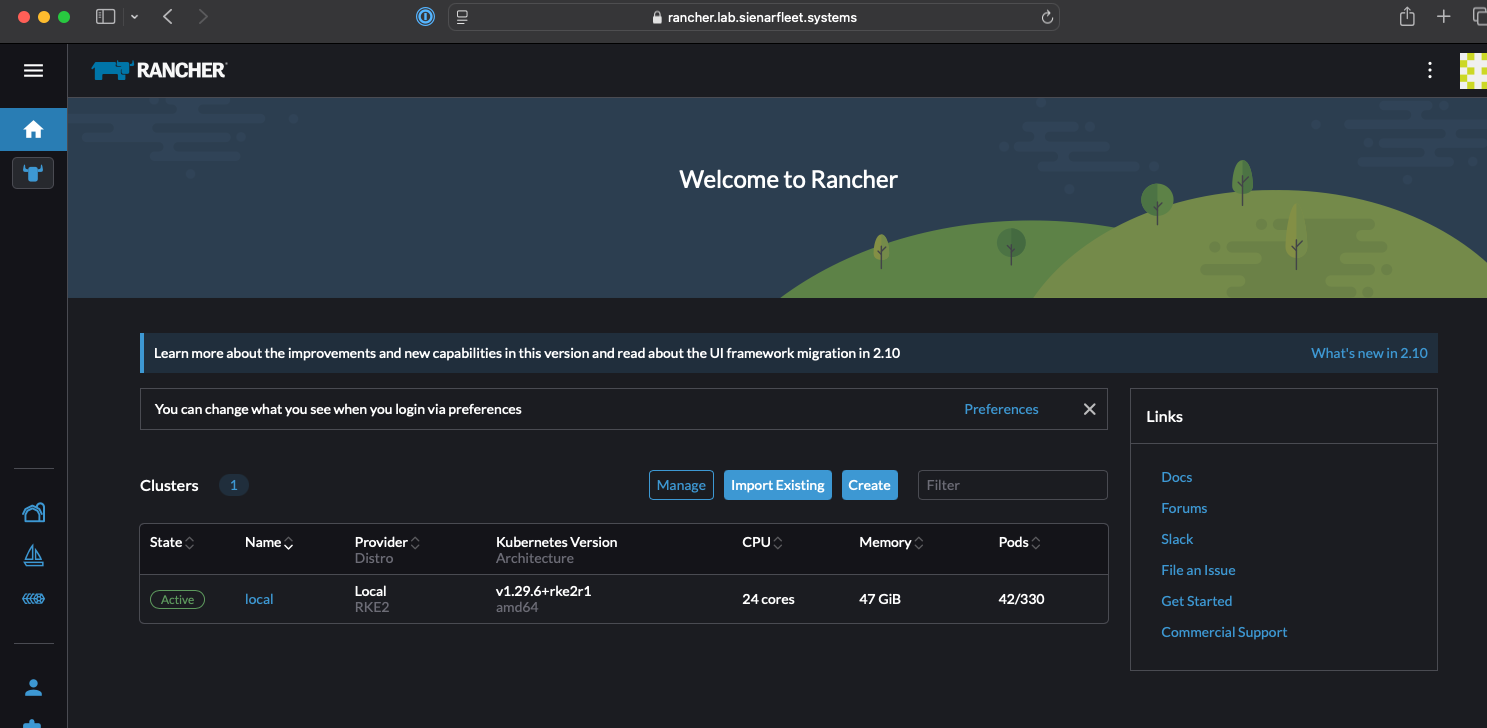 rancher.lab.sienarfleet.systems
RANCHER
Welcome to Rancher
Learn more about the improvements and new capabilities in this version and read about the UI framework migration in 2.10
What's new in 2.10
You can change what you see when you login via preferences
Preferences
Links
Docs
Forums
Slack
File an Issue
Get Started
Commercial Support
Clusters 1
Manage Import Existing Create Filter
State Name Provider Kubernetes Version CPU Memory Pods
Distro Architecture
Active local Local v1.29.6+rke2r1 24 cores 47 GiB 42/330
RKE2 amd64